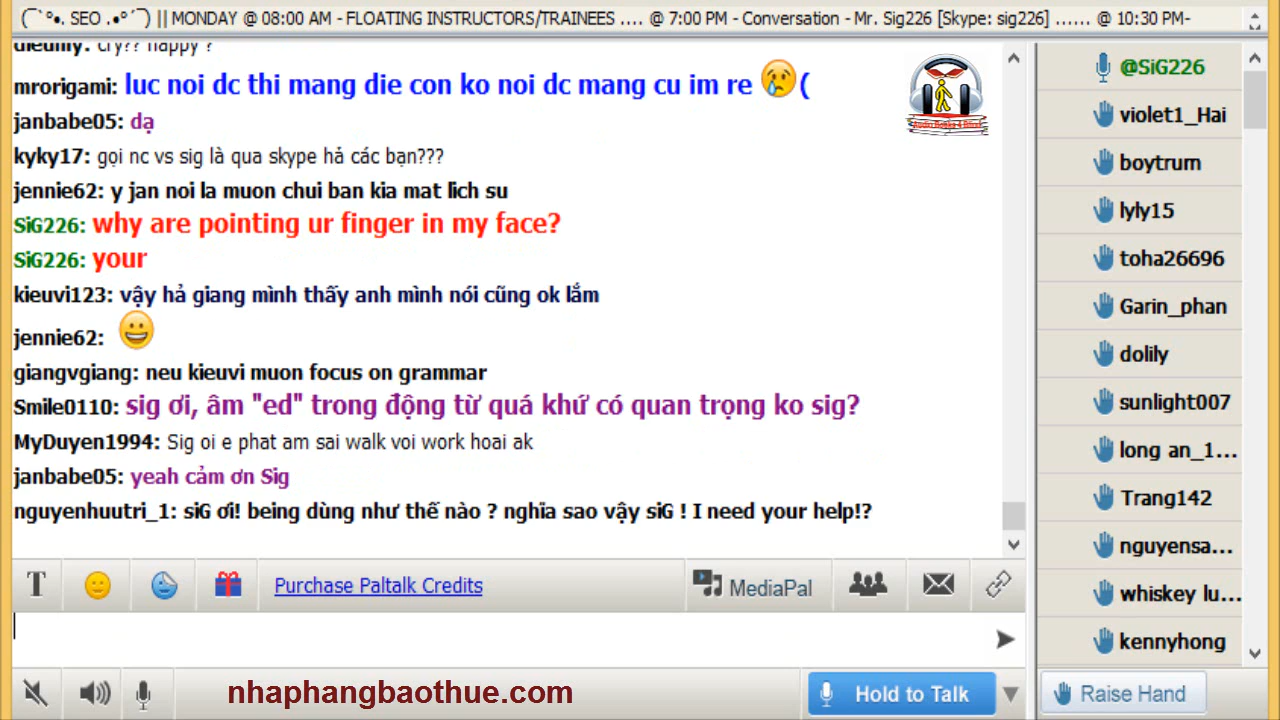 (¯`°•. SEO .•°´¯) || MONDAY @ 08:00 AM - FLOATING INSTRUCTORS/TRAINEES .... @ 7:00 PM - Conversation - Mr. Sig226 [Skype: sig226] ...... @ 10:30 PM-
dieumy: cry?? happy ?
mrorigami: luc noi dc thi mang die con ko noi dc mang cu im re (
janbabe05: dạ
kyky17: gọi nc vs sig là qua skype hả các bạn???
jennie62: y jan noi la muon chui ban kia mat lich su
SiG226: why are pointing ur finger in my face?
SiG226: your
kieuvi123: vậy hả giang mình thấy anh mình nói cũng ok lắm
jennie62:
giangvgiang: neu kieuvi muon focus on grammar
Smile0110: sig ơi, âm "ed" trong động từ quá khứ có quan trọng ko sig?
MyDuyen1994: Sig oi e phat am sai walk voi work hoai ak
janbabe05: yeah cảm ơn Sig
nguyenhuutri_1: siG ơi! being dùng như thế nào ? nghia sao vậy siG ! I need your help!?
@SiG226
violet1_Hai
boytrum
lyly15
toha26696
Garin_phan
dolily
sunlight007
long an_1...
Trang142
nguyensa...
whiskey lu...
kennyhong
T
Purchase Paltalk Credits
MediaPal
nhaphangbaothue.com
Hold to Talk
Raise Hand